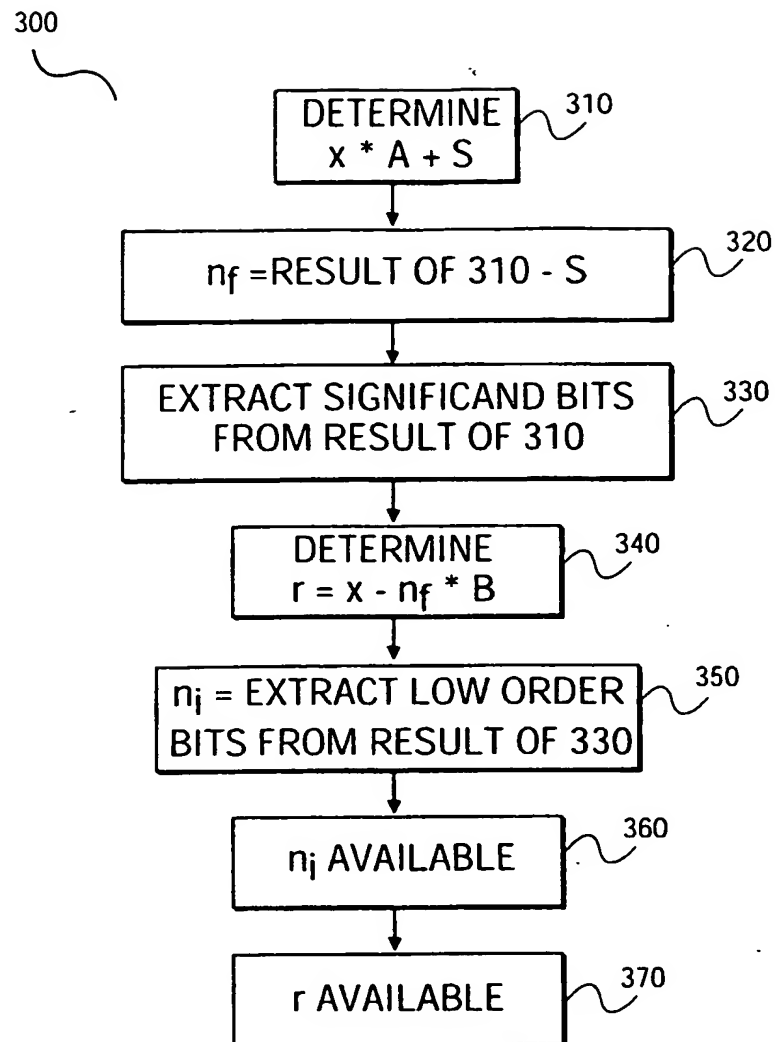 300
DETERMINE
x * A + S
310
nf =RESULT OF 310 - S
320
EXTRACT SIGNIFICAND BITS
FROM RESULT OF 310
330
DETERMINE
r = x - nf * B
340
ni = EXTRACT LOW ORDER
BITS FROM RESULT OF 330
350
ni AVAILABLE
360
r AVAILABLE
370